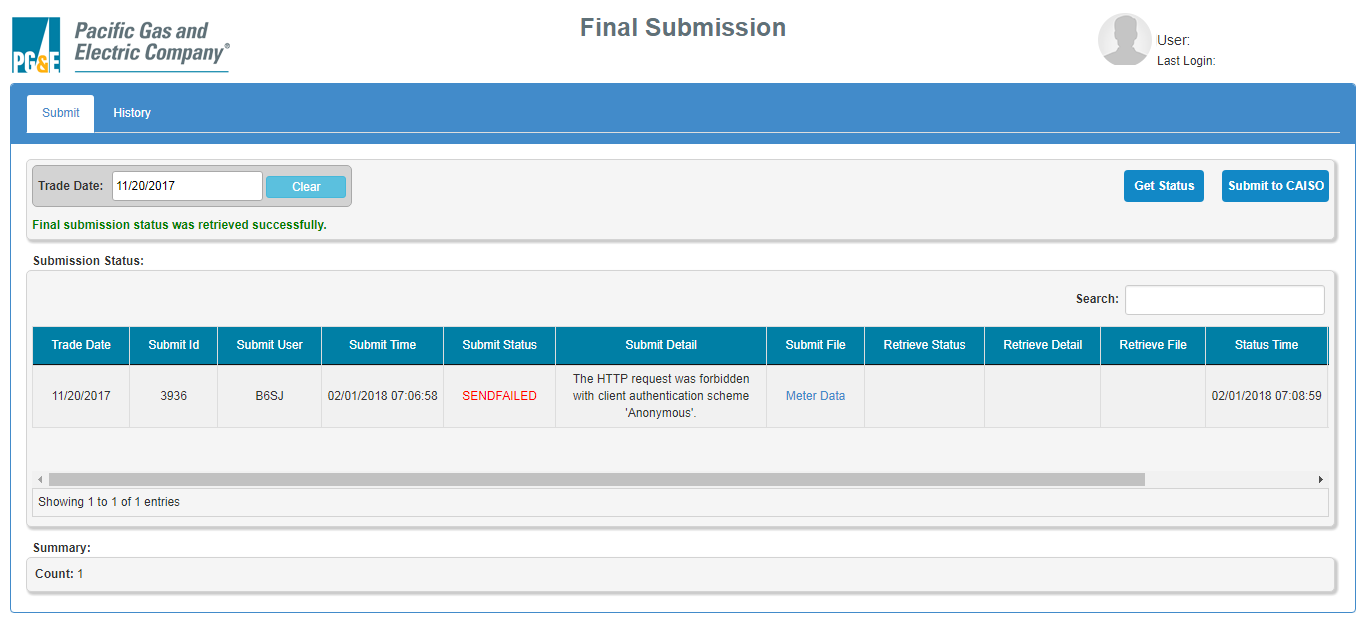 Pacific Gas and
Electric Company®
PG&E
Final Submission
User:
Last Login:
Submit History
Trade Date: 11/20/2017 Clear Get Status Submit to CAISO
Final submission status was retrieved successfully.
Submission Status:
Search:
Trade Date Submit Id Submit User Submit Time Submit Status Submit Detail Submit File Retrieve Status Retrieve Detail Retrieve File Status Time
11/20/2017 3936 B6SJ 02/01/2018 07:06:58 SENDFAILED The HTTP request was forbidden
with client authentication scheme
'Anonymous'. Meter Data 02/01/2018 07:08:59
Showing 1 to 1 of 1 entries
Summary:
Count: 1